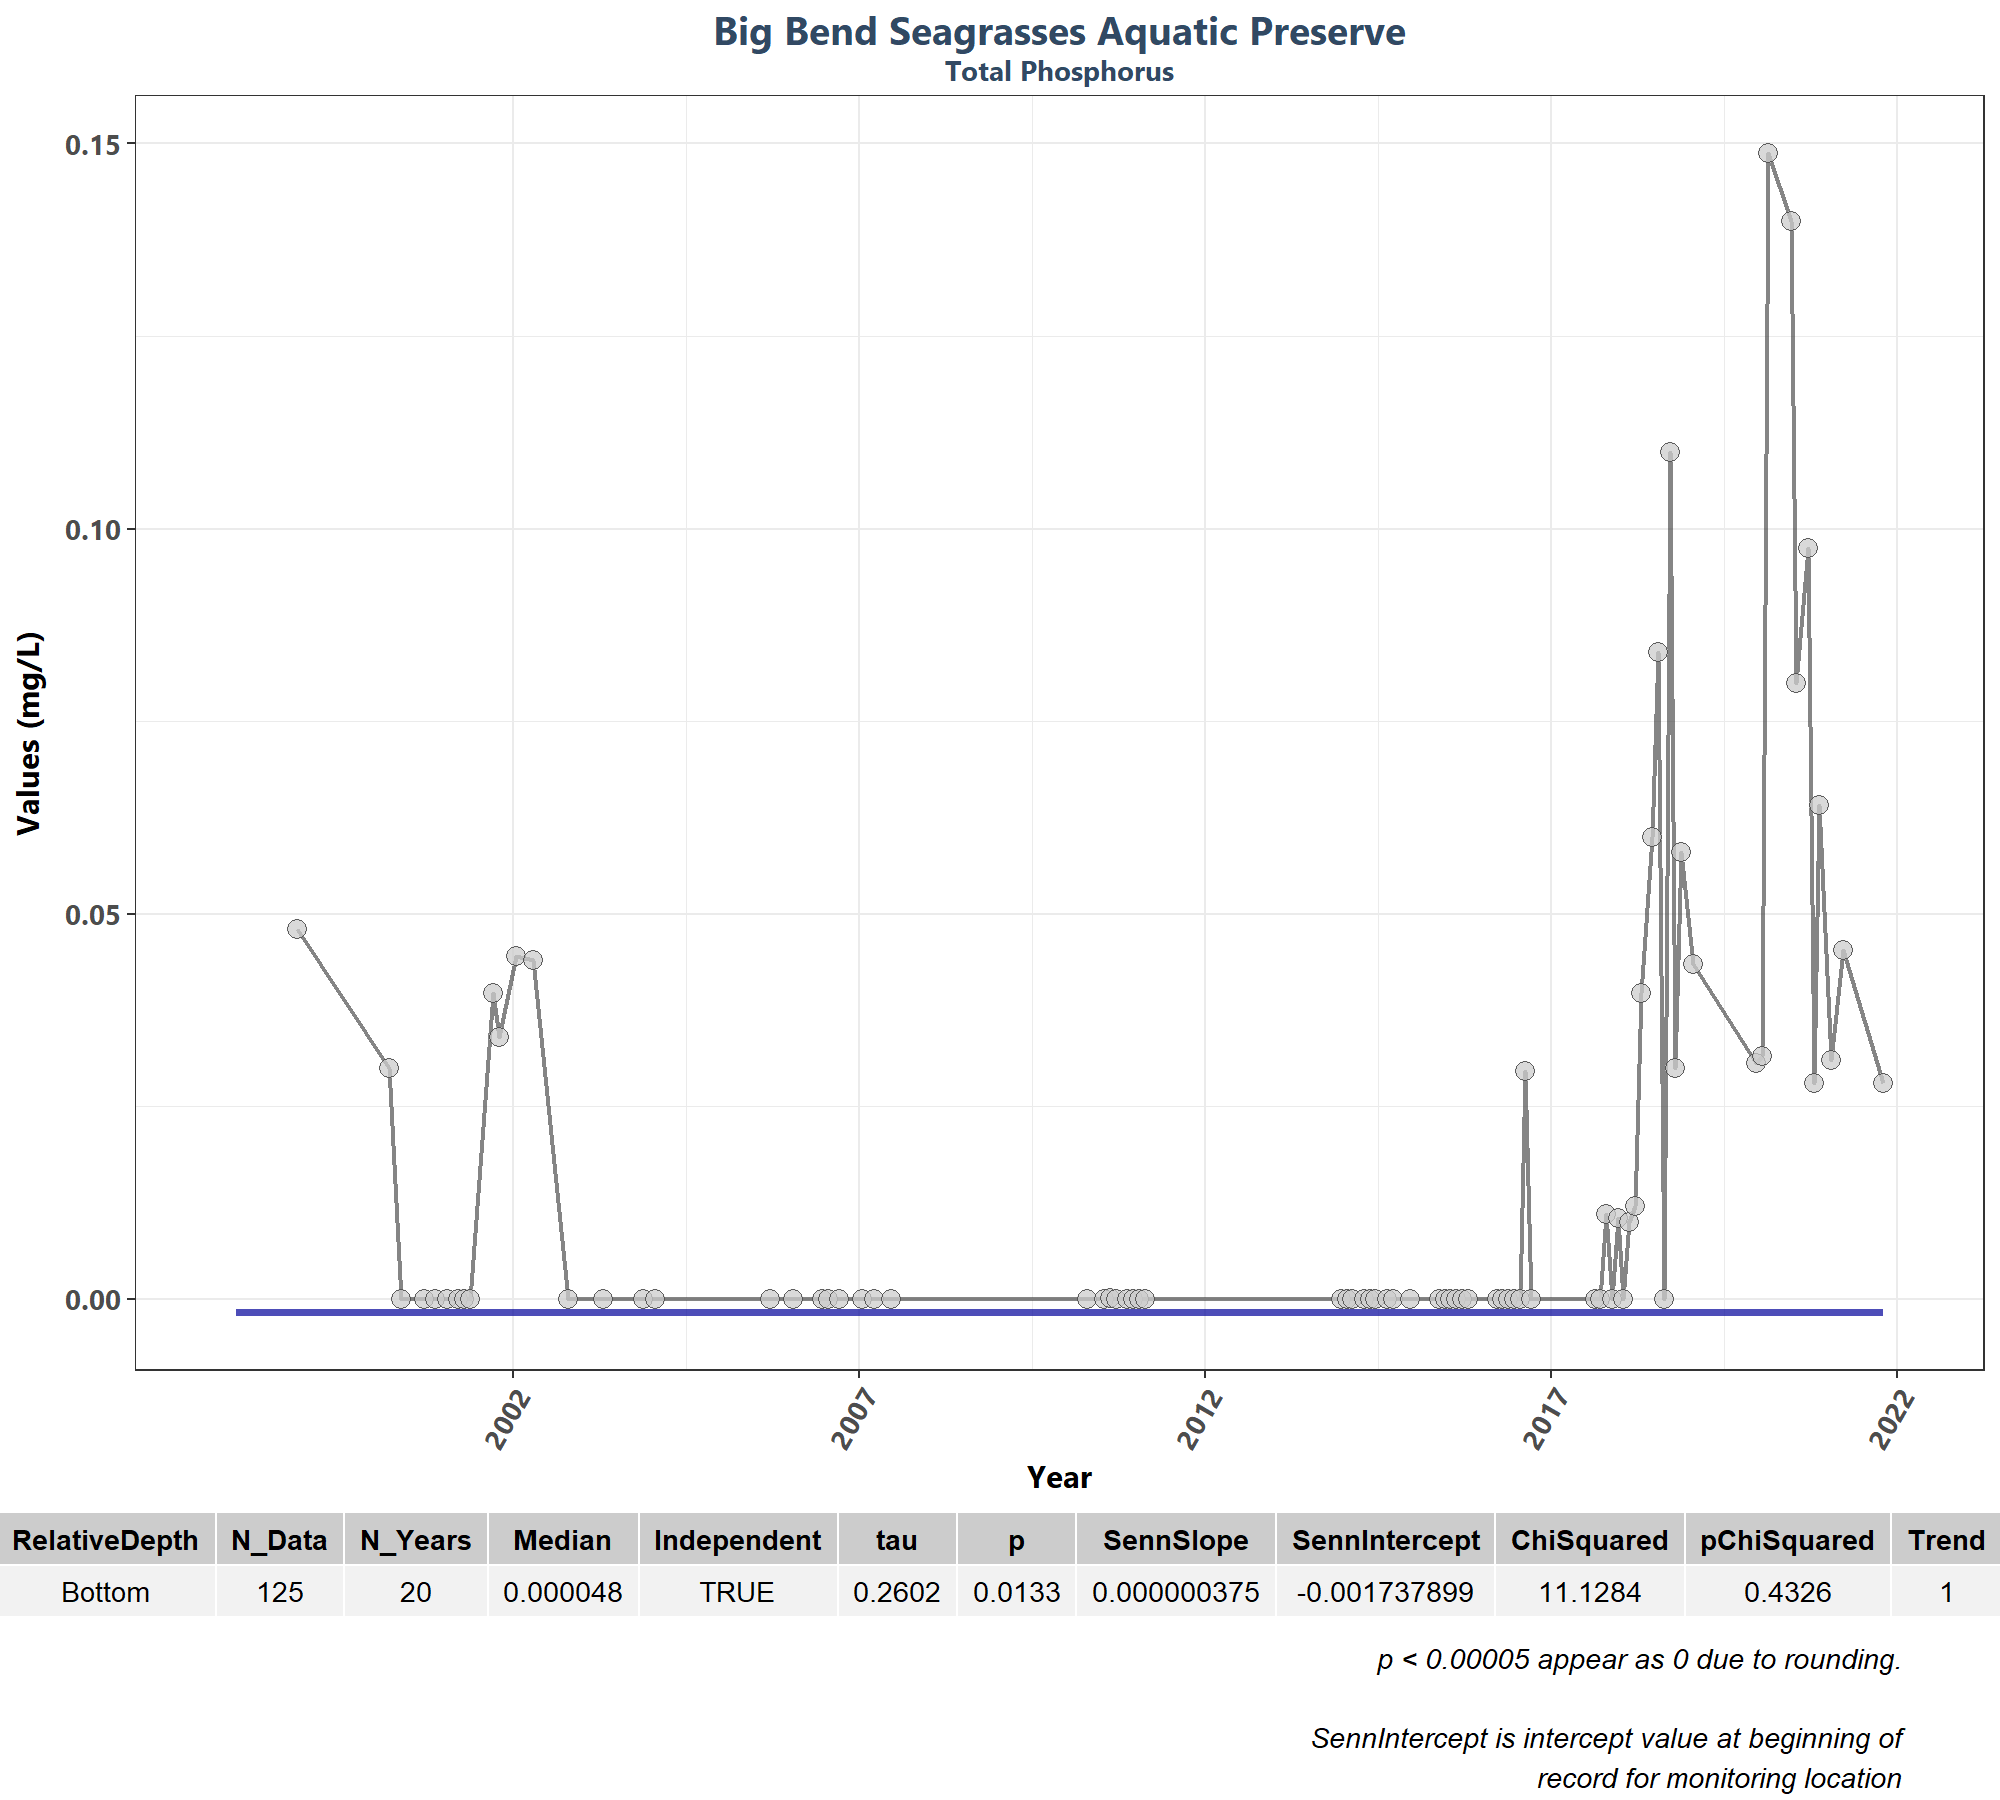 Big Bend Seagrasses Aquatic Preserve
Total Phosphorus
0.15
0.10
0.05
0.00
Values (mg/L)
2002 2007 2012 2017 2022
Year
RelativeDepth N_Data N_Years Median Independent tau p SennSlope SennIntercept ChiSquared pChiSquared Trend
Bottom 125 20 0.000048 TRUE 0.2602 0.0133 0.000000375 -0.001737899 11.1284 0.4326 1
p < 0.00005 appear as 0 due to rounding.
SennIntercept is intercept value at beginning of
record for monitoring location